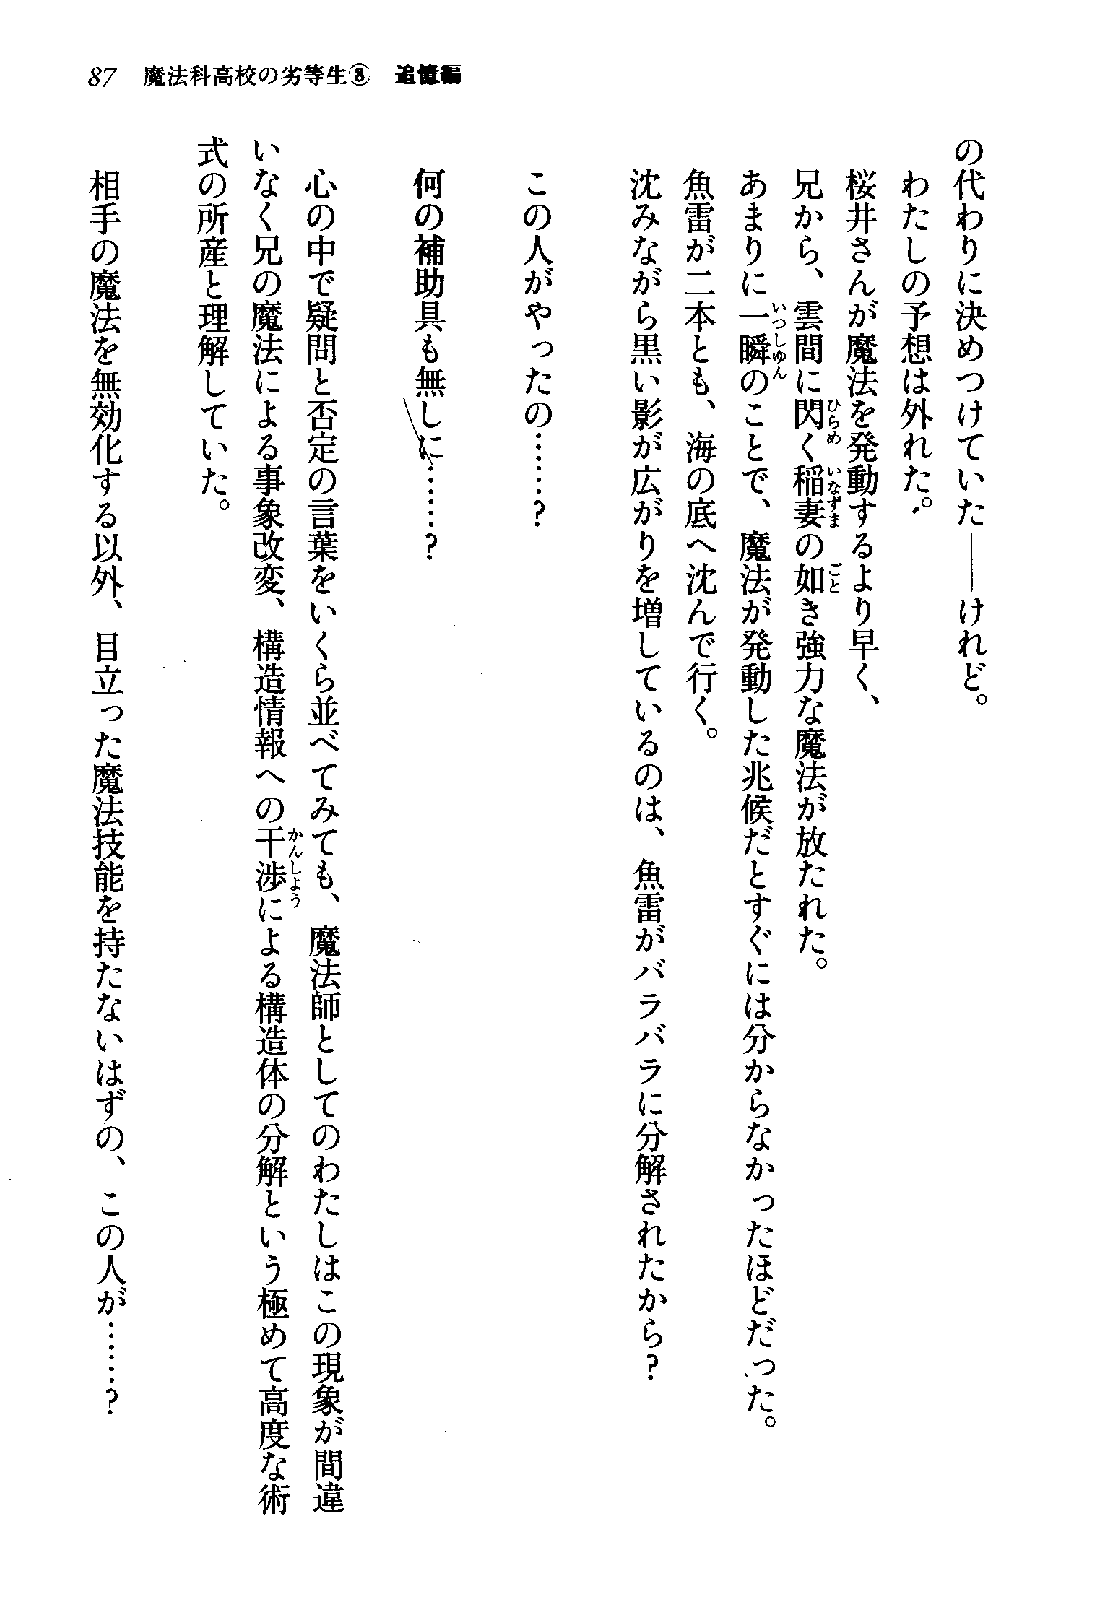 87　魔法科高校の劣等生⑧　追憶編
の代わりに決めつけていた――けれど。
わたしの予想は外れた。
桜井さんが魔法を発動するより早く、
兄から、雲間に閃く稲妻の如き強力な魔法が放たれた。
あまりに一瞬のことで、魔法が発動した兆候だとすぐには分からなかったほどだった。
魚雷が二本とも、海の底へ沈んで行く。
沈みながら黒い影が広がりを増しているのは、魚雷がバラバラに分解されたから？
この人がやったの……？
何の補助具も無しに……？
心の中で疑問と否定の言葉をいくら並べてみても、魔法師としてのわたしはこの現象が間違
いなく兄の魔法による事象改変、構造情報への干渉による構造体の分解という極めて高度な術
式の所産と理解していた。
相手の魔法を無効化する以外、目立った魔法技能を持たないはずの、この人が……？